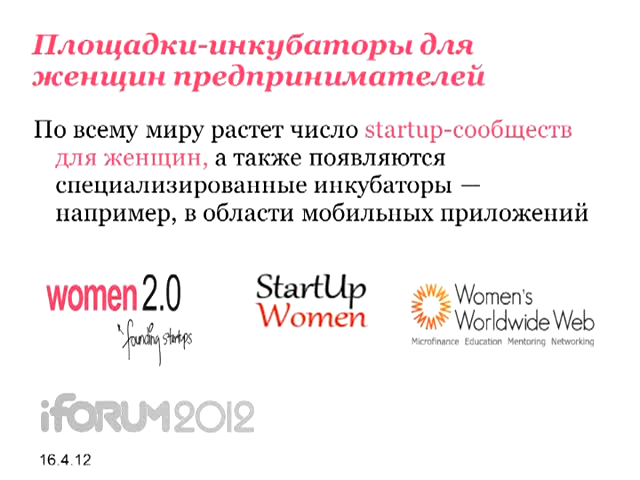 Площадки-инкубаторы для
женщин предпринимателей
По всему миру растет число startup-сообществ
для женщин, а также появляются
специализированные инкубаторы —
например, в области мобильных приложений
women 2.0
founding startups
StartUp
Women
Women's
Worldwide Web
Microfinance Education Mentoring Networking
iFORUM2012
16.4.12